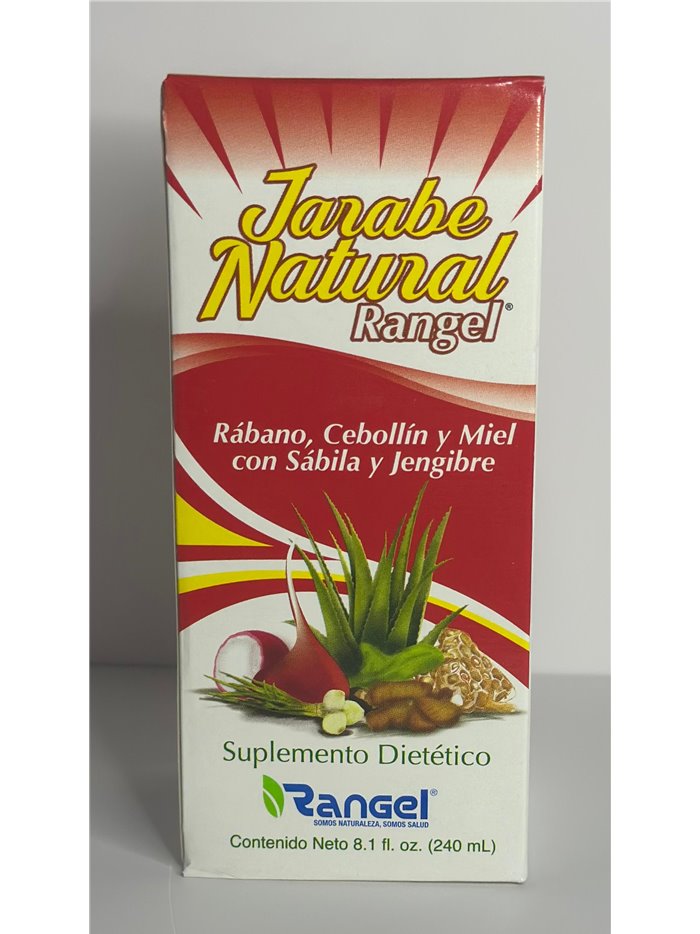 Jarabe
Natural
Rangel®
Rábano, Cebollín y Miel
con Sábila y Jengibre
Suplemento Dietético
Rangel®
SOMOS NATURALEZA, SOMOS SALUD
Contenido Neto 8.1 fl. oz. (240 mL)